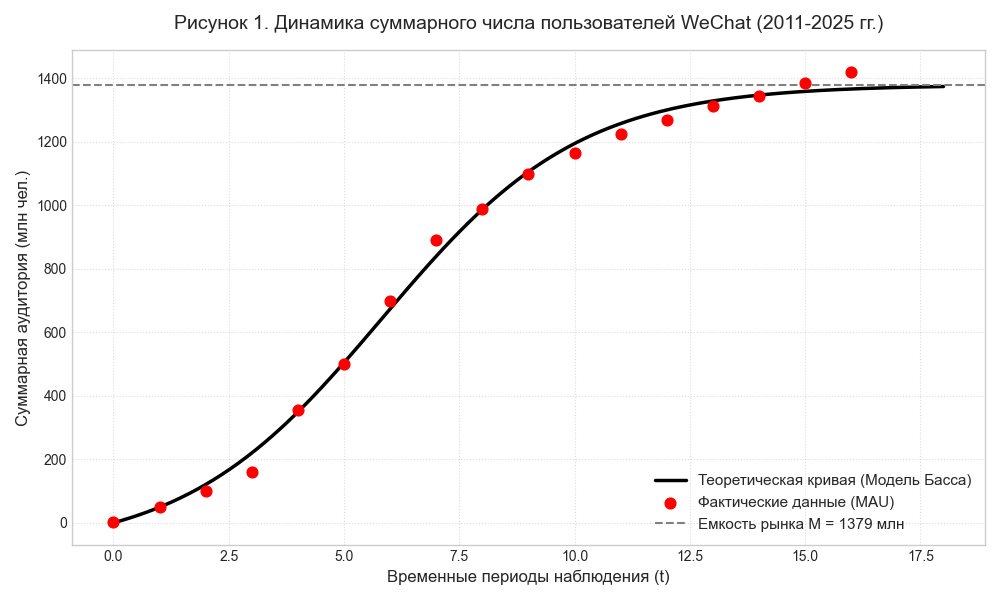 Рисунок 1. Динамика суммарного числа пользователей WeChat (2011-2025 гг.)
Суммарная аудитория (млн чел.)
1400
1200
1000
800
600
400
200
0
Теоретическая кривая (Модель Басса)
Фактические данные (MAU)
Емкость рынка M = 1379 млн
0.0 2.5 5.0 7.5 10.0 12.5 15.0 17.5
Временные периоды наблюдения (t)